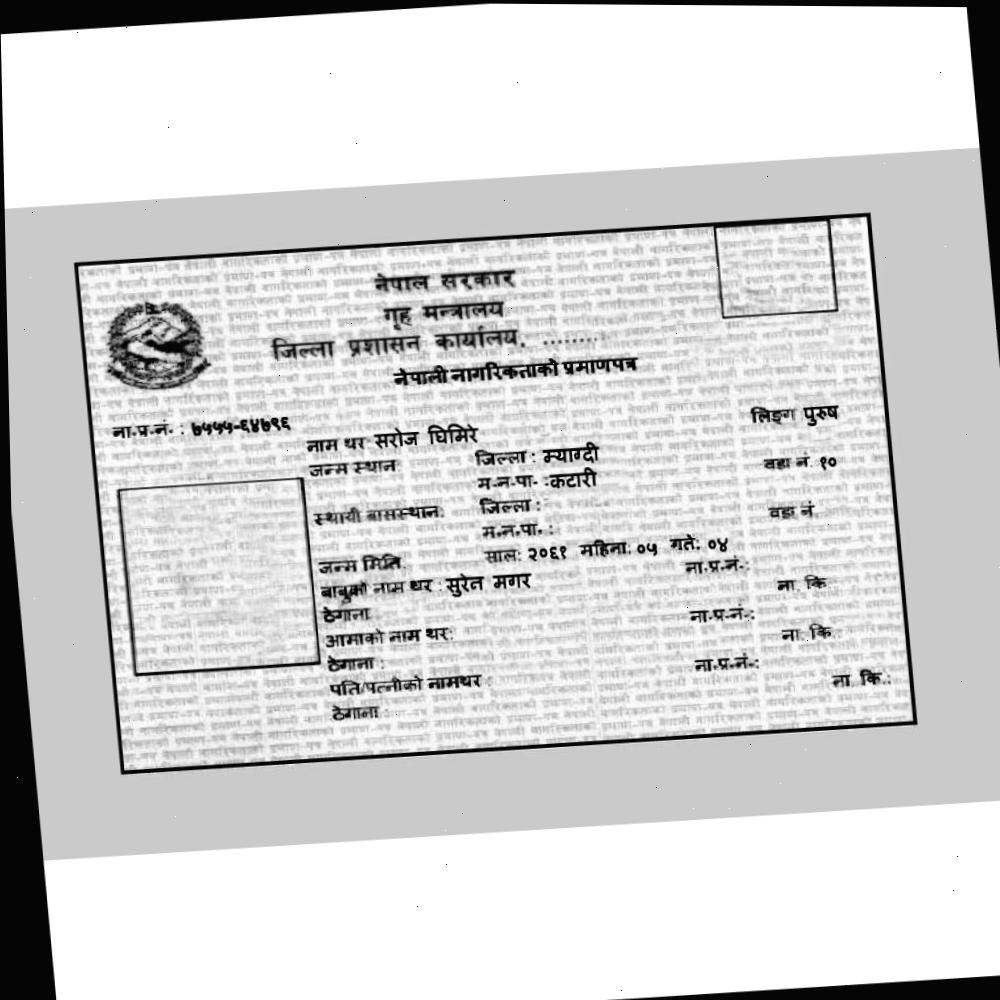 नेपाल सरकार
गृह मन्त्रालय
जिल्ला प्रशासन कार्यालय, ........
नेपाली नागरिकताको प्रमाणपत्र
ना.प्र.नं. : ७५५५-६४७९६
लिङ्ग पुरुष
नाम थर सरोज घिमिरे
जन्म स्थान: जिल्ला : म्याग्दी
म.न.पा. :कटारी वडा नं. १०
स्थायी बासस्थान: जिल्ला :
म.न.पा. : वडा नं.
जन्म मिति: साल: २०६१ महिना: ०५ गते: ०४
बाबुको नाम थर : सुरेन मगर ना.प्र.नं.:
ठेगाना ना. कि.
आमाको नाम थर: ना.प्र.नं.:
ठेगाना : ना. कि.
पति/पत्नीको नामथर : ना.प्र.नं.:
ठेगाना : ना. कि.: